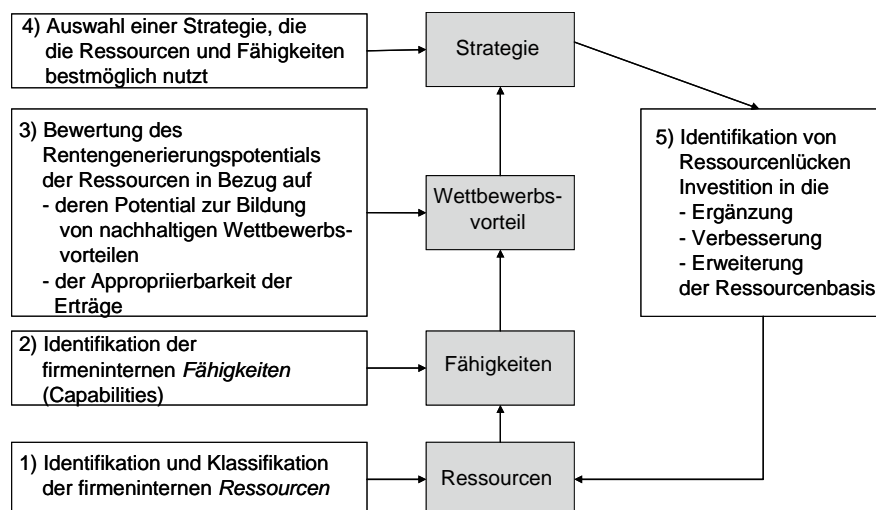 4) Auswahl einer Strategie, die
die Ressourcen und Fähigkeiten
bestmöglich nutzt
Strategie
3) Bewertung des
Rentengenerierungspotentials
der Ressourcen in Bezug auf
- deren Potential zur Bildung
von nachhaltigen Wettbewerbs-
vorteilen
- der Appropriierbarkeit der
Erträge
Wettbewerbs-
vorteil
5) Identifikation von
Ressourcenlücken
Investition in die
- Ergänzung
- Verbesserung
- Erweiterung
der Ressourcenbasis
2) Identifikation der
firmeninternen Fähigkeiten
(Capabilities)
Fähigkeiten
1) Identifikation und Klassifikation
der firmeninternen Ressourcen
Ressourcen